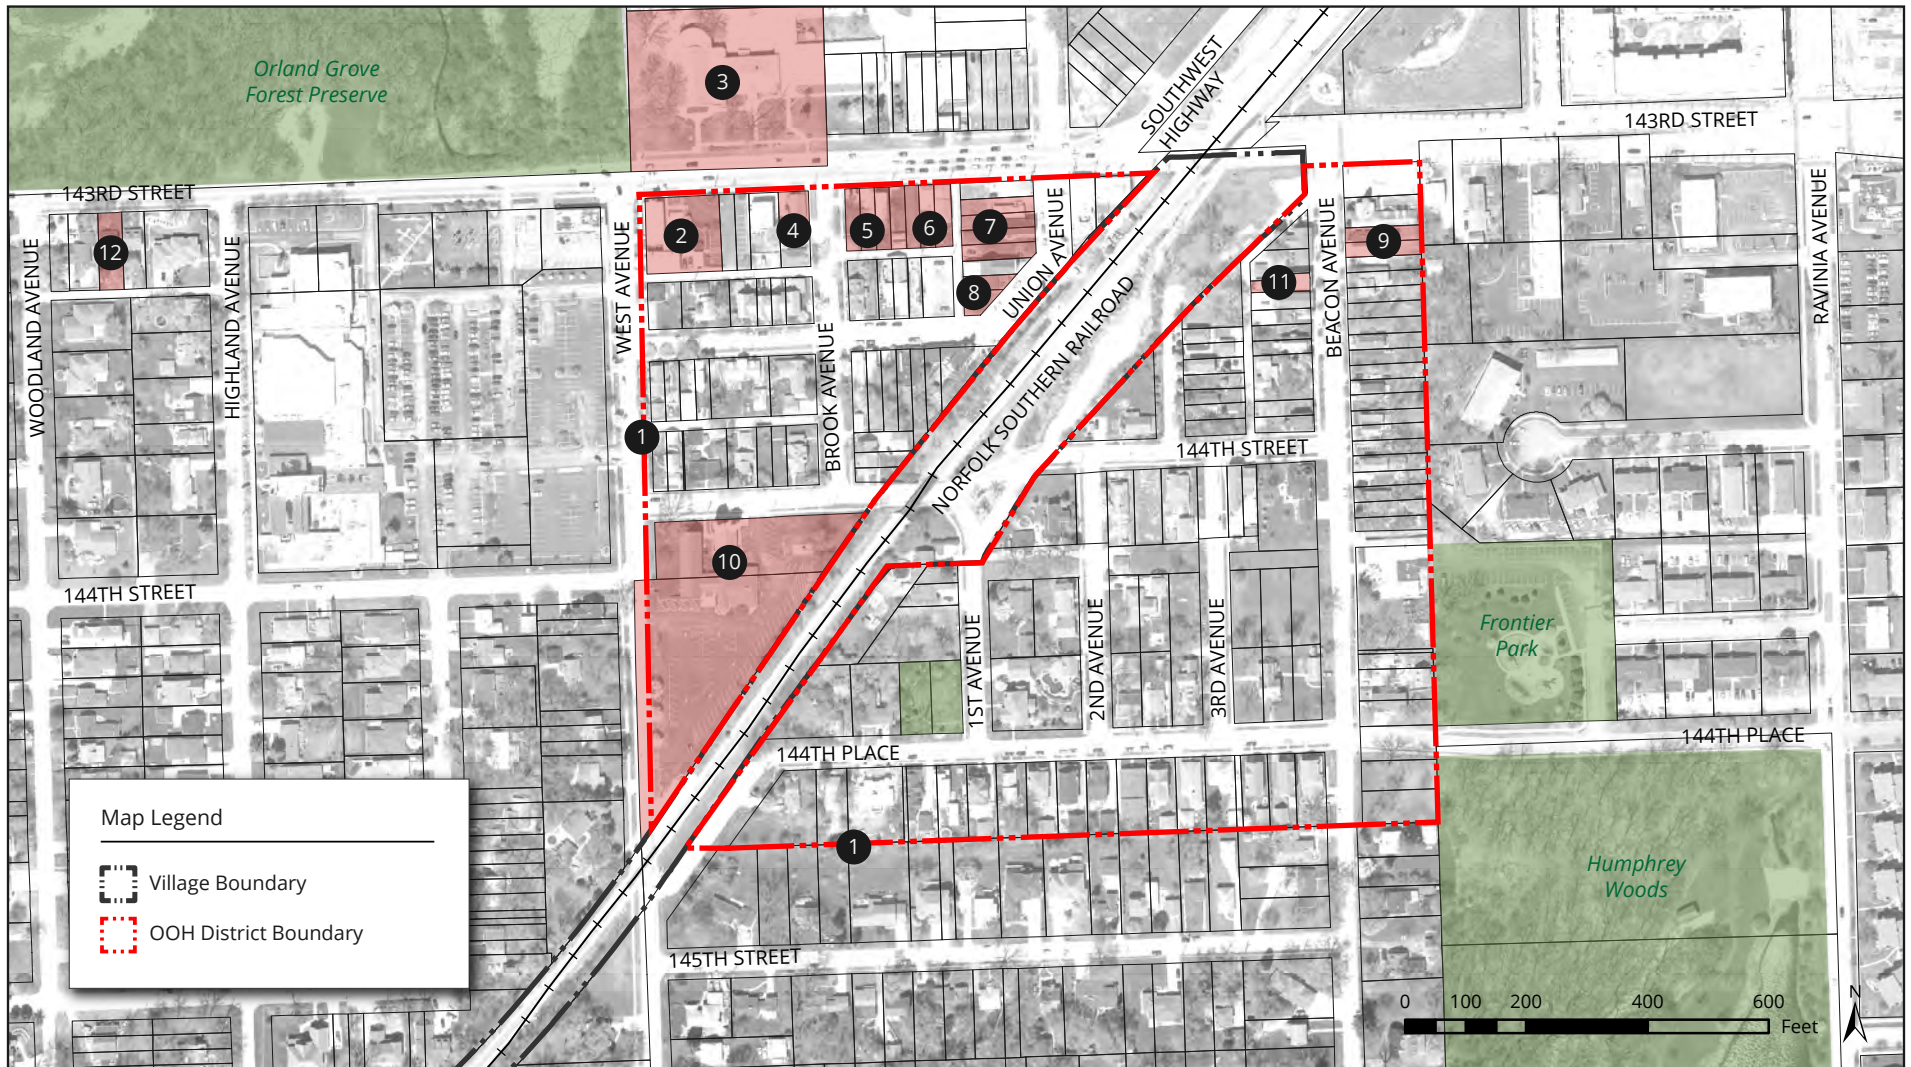 Orland Grove
Forest Preserve
3
SOUTHWEST
HIGHWAY
143RD STREET
143RD STREET
12
2
4
5
6
7
8
9
11
WOODLAND AVENUE
HIGHLAND AVENUE
WEST AVENUE
BROOK AVENUE
UNION AVENUE
NORFOLK SOUTHERN RAILROAD
BEACON AVENUE
RAVINIA AVENUE
1
144TH STREET
10
144TH STREET
1ST AVENUE
2ND AVENUE
3RD AVENUE
Frontier
Park
144TH PLACE
144TH PLACE
1
Humphrey
Woods
145TH STREET
Map Legend
Village Boundary
OOH District Boundary
0 100 200 400 600
Feet
N